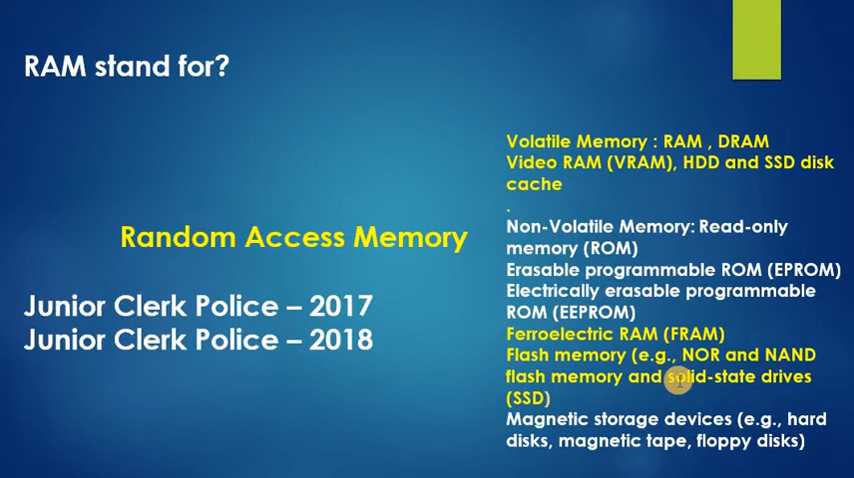 RAM stand for?
Random Access Memory
Junior Clerk Police – 2017
Junior Clerk Police – 2018
Volatile Memory : RAM , DRAM
Video RAM (VRAM), HDD and SSD disk
cache
.
Non-Volatile Memory: Read-only
memory (ROM)
Erasable programmable ROM (EPROM)
Electrically erasable programmable
ROM (EEPROM)
Ferroelectric RAM (FRAM)
Flash memory (e.g., NOR and NAND
flash memory and solid-state drives
(SSD)
Magnetic storage devices (e.g., hard
disks, magnetic tape, floppy disks)